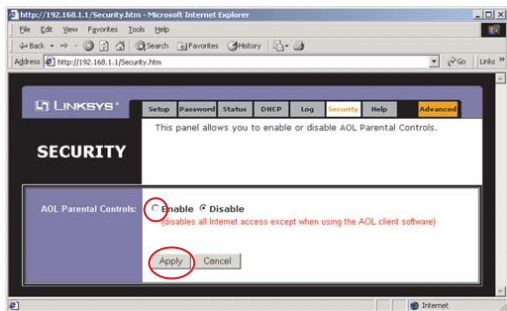 http://192.168.1.1/Security.htm - Microsoft Internet Explorer
File Edit View Favorites Tools Help
Back Search Favorites History
Address http://192.168.1.1/Security.htm Go Links »
LINKSYS®
Setup Password Status DHCP Log Security Help Advanced
This panel allows you to enable or disable AOL Parental Controls.
SECURITY
AOL Parental Controls: Enable Disable
(disables all Internet access except when using the AOL client software)
Apply Cancel
Internet